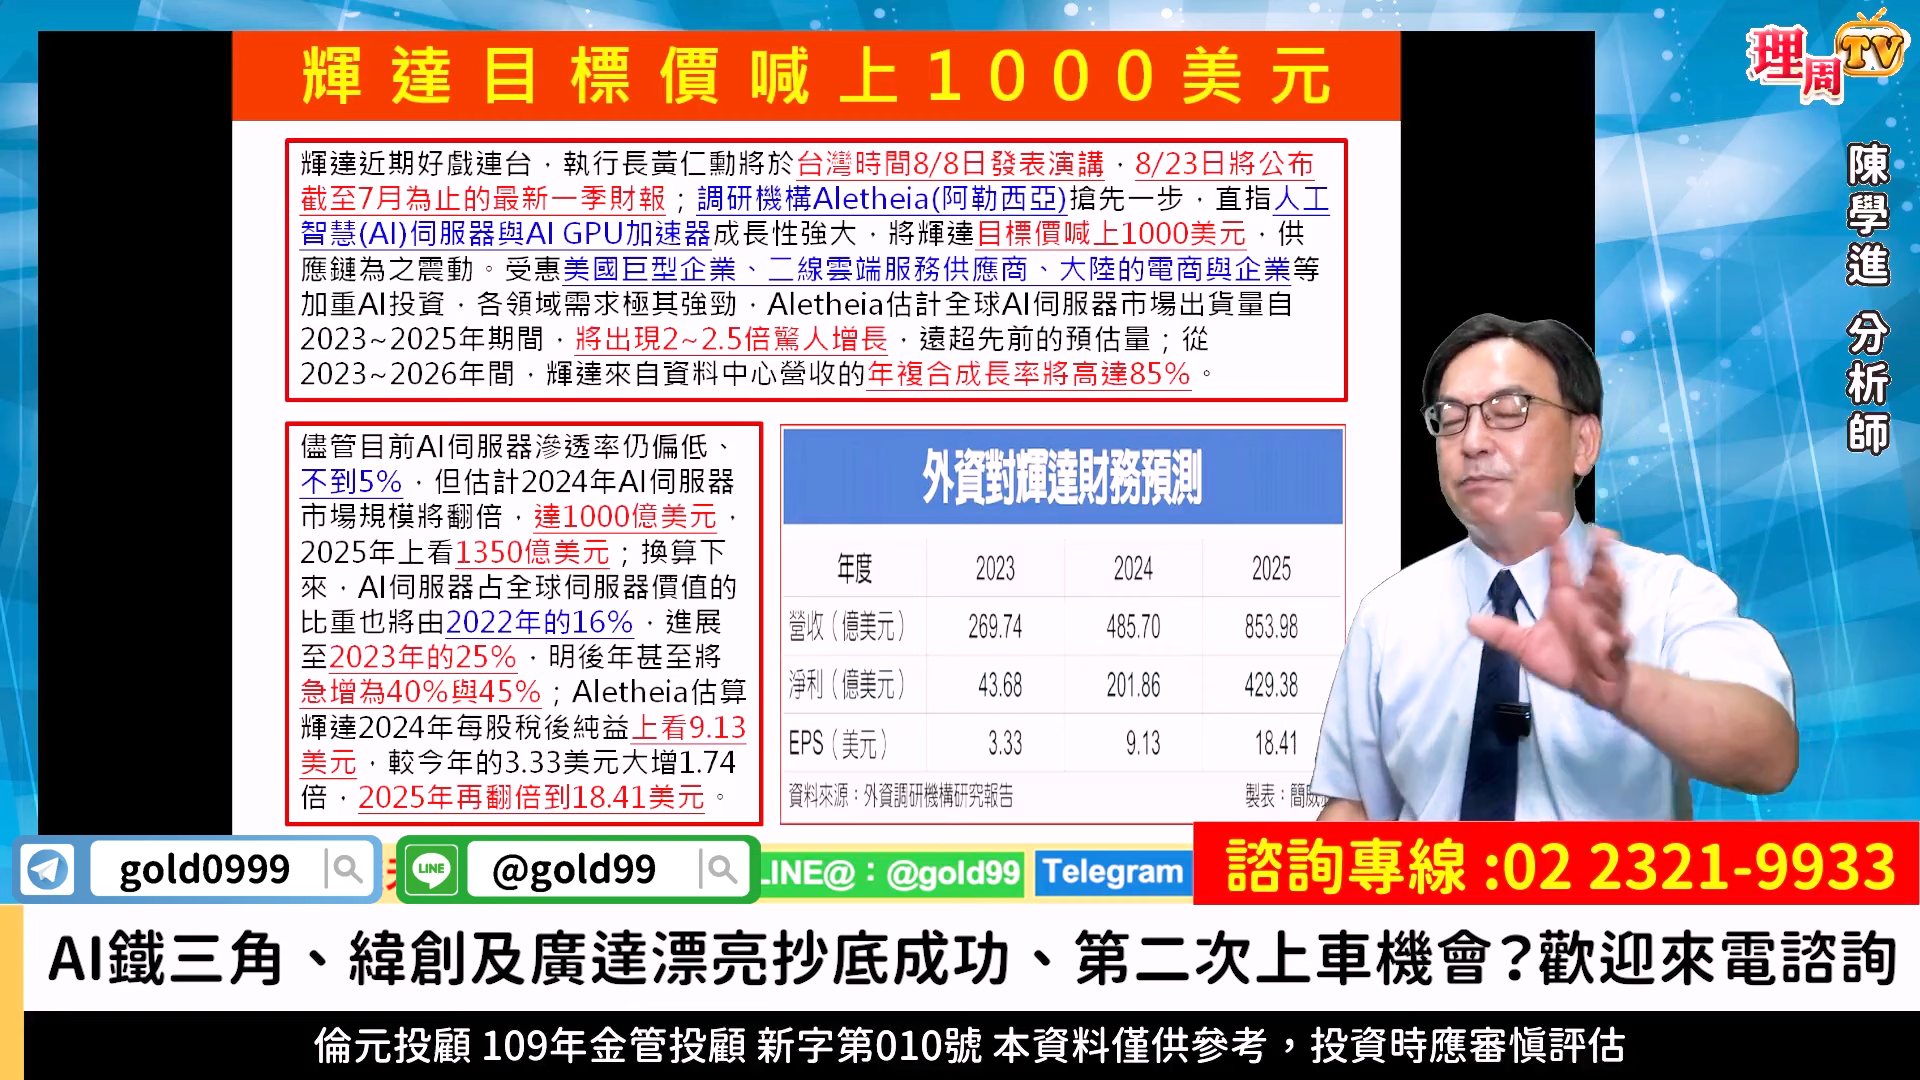 輝達目標價喊上1000美元
理周TV
陳學進 分析師
輝達近期好戲連台，執行長黃仁勳將於台灣時間8/8日發表演講，8/23日將公布
截至7月為止的最新一季財報；調研機構Aletheia(阿勒西亞)搶先一步，直指人工
智慧(AI)伺服器與AI GPU加速器成長性強大，將輝達目標價喊上1000美元，供
應鏈為之震動。受惠美國巨型企業、二線雲端服務供應商、大陸的電商與企業等
加重AI投資，各領域需求極其強勁，Aletheia估計全球AI伺服器市場出貨量自
2023~2025年期間，將出現2~2.5倍驚人增長，遠超先前的預估量；從
2023~2026年間，輝達來自資料中心營收的年複合成長率將高達85%。
儘管目前AI伺服器滲透率仍偏低、
不到5%，但估計2024年AI伺服器
市場規模將翻倍，達1000億美元，
2025年上看1350億美元；換算下
來，AI伺服器占全球伺服器價值的
比重也將由2022年的16%，進展
至2023年的25%，明後年甚至將
急增為40%與45%；Aletheia估算
輝達2024年每股稅後純益上看9.13
美元，較今年的3.33美元大增1.74
倍，2025年再翻倍到18.41美元。
外資對輝達財務預測
年度 2023 2024 2025
營收（億美元） 269.74 485.70 853.98
淨利（億美元） 43.68 201.86 429.38
EPS（美元） 3.33 9.13 18.41
資料來源：外資調研機構研究報告 製表：簡威
gold0999
LINE @gold99
LINE@：@gold99 Telegram
諮詢專線:02 2321-9933
AI鐵三角、緯創及廣達漂亮抄底成功、第二次上車機會？歡迎來電諮詢
倫元投顧 109年金管投顧 新字第010號 本資料僅供參考，投資時應審慎評估